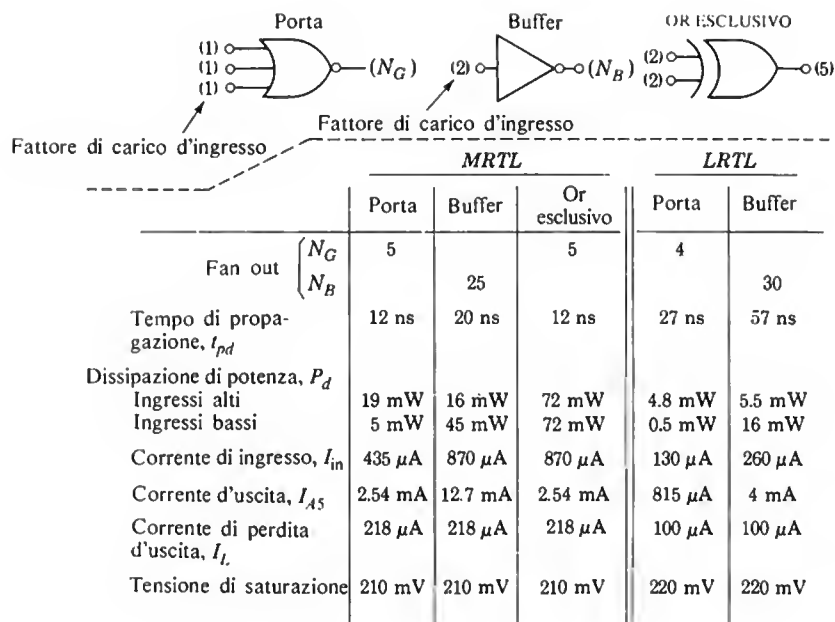 Porta Buffer OR ESCLUSIVO
(1) (1) (1) (N_G) (2) (N_B) (2) (2) (5)
Fattore di carico d'ingresso
Fattore di carico d'ingresso
MRTL LRTL
Porta Buffer Or esclusivo Porta Buffer
Fan out { N_G 5 5 4
N_B 25 30
Tempo di propa-
gazione, t_pd 12 ns 20 ns 12 ns 27 ns 57 ns
Dissipazione di potenza, P_d
Ingressi alti 19 mW 16 mW 72 mW 4.8 mW 5.5 mW
Ingressi bassi 5 mW 45 mW 72 mW 0.5 mW 16 mW
Corrente di ingresso, I_in 435 μA 870 μA 870 μA 130 μA 260 μA
Corrente d'uscita, I_A5 2.54 mA 12.7 mA 2.54 mA 815 μA 4 mA
Corrente di perdita
d'uscita, I_L 218 μA 218 μA 218 μA 100 μA 100 μA
Tensione di saturazione 210 mV 210 mV 210 mV 220 mV 220 mV